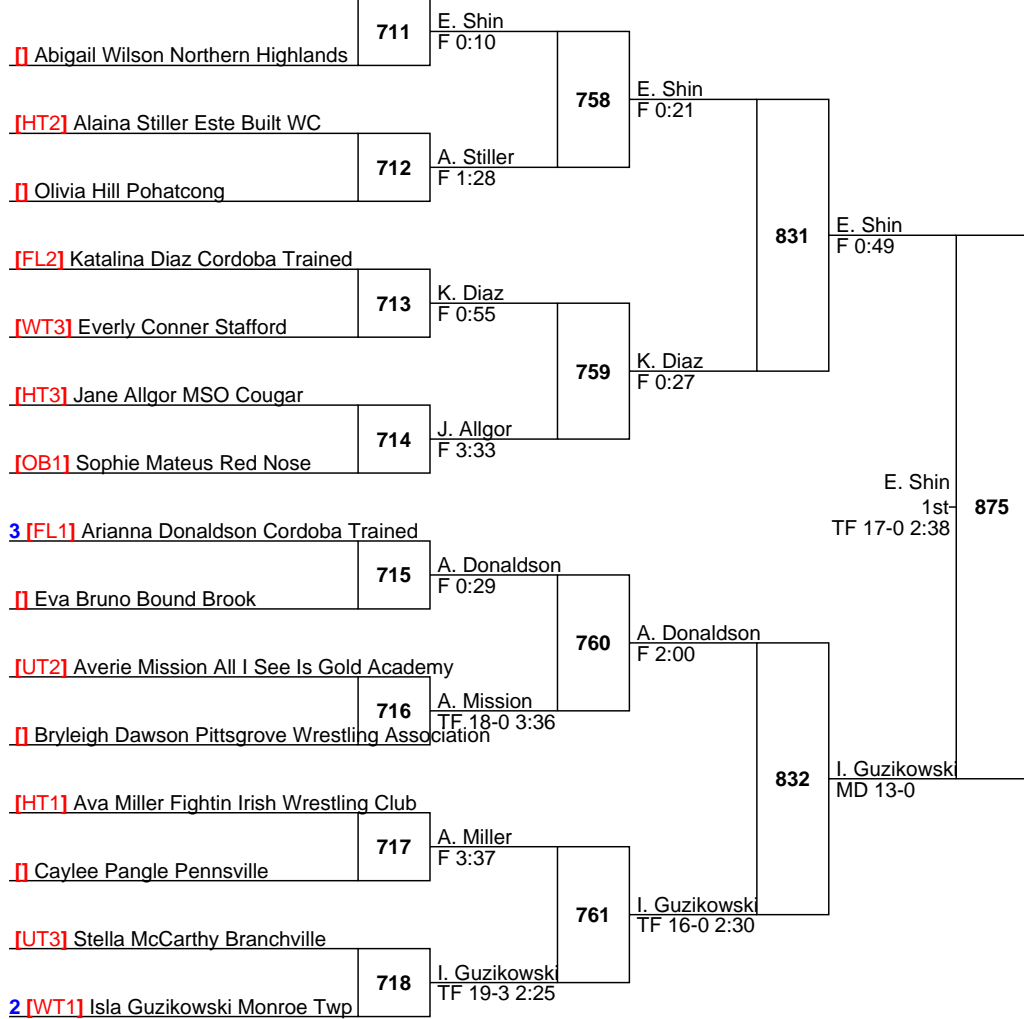 711
E. Shin
F 0:10
[] Abigail Wilson Northern Highlands
758
E. Shin
F 0:21
[HT2] Alaina Stiller Este Built WC
712
A. Stiller
F 1:28
[] Olivia Hill Pohatcong
831
E. Shin
F 0:49
[FL2] Katalina Diaz Cordoba Trained
713
K. Diaz
F 0:55
[WT3] Everly Conner Stafford
759
K. Diaz
F 0:27
[HT3] Jane Allgor MSO Cougar
714
J. Allgor
F 3:33
[OB1] Sophie Mateus Red Nose
E. Shin
1st
TF 17-0 2:38
875
3 [FL1] Arianna Donaldson Cordoba Trained
715
A. Donaldson
F 0:29
[] Eva Bruno Bound Brook
760
A. Donaldson
F 2:00
[UT2] Averie Mission All I See Is Gold Academy
716
A. Mission
TF 18-0 3:36
[] Bryleigh Dawson Pittsgrove Wrestling Association
832
I. Guzikowski
MD 13-0
[HT1] Ava Miller Fightin Irish Wrestling Club
717
A. Miller
F 3:37
[] Caylee Pangle Pennsville
761
I. Guzikowski
TF 16-0 2:30
[UT3] Stella McCarthy Branchville
718
I. Guzikowski
TF 19-3 2:25
2 [WT1] Isla Guzikowski Monroe Twp